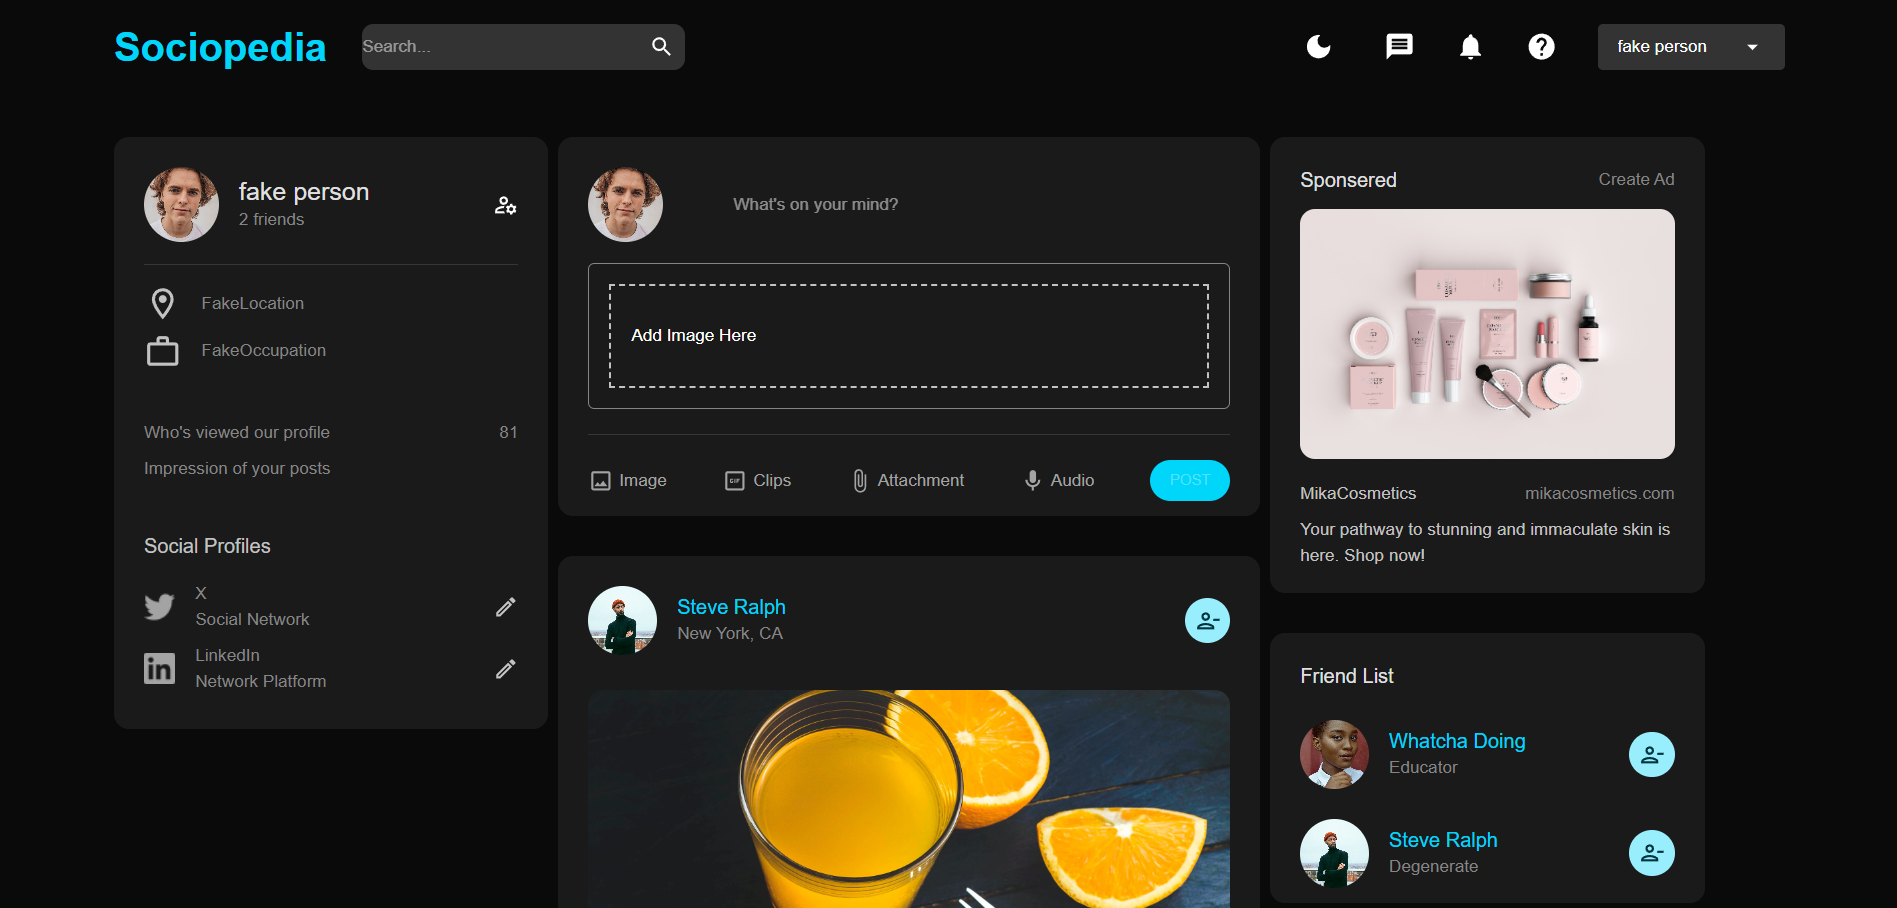 Sociopedia
Search...
fake person
fake person
2 friends
FakeLocation
FakeOccupation
Who's viewed our profile
81
Impression of your posts
Social Profiles
X
Social Network
LinkedIn
Network Platform
What's on your mind?
Add Image Here
Image
GIF
Clips
Attachment
Audio
POST
Steve Ralph
New York, CA
Sponsered
Create Ad
MikaCosmetics
mikacosmetics.com
Your pathway to stunning and immaculate skin is
here. Shop now!
Friend List
Whatcha Doing
Educator
Steve Ralph
Degenerate